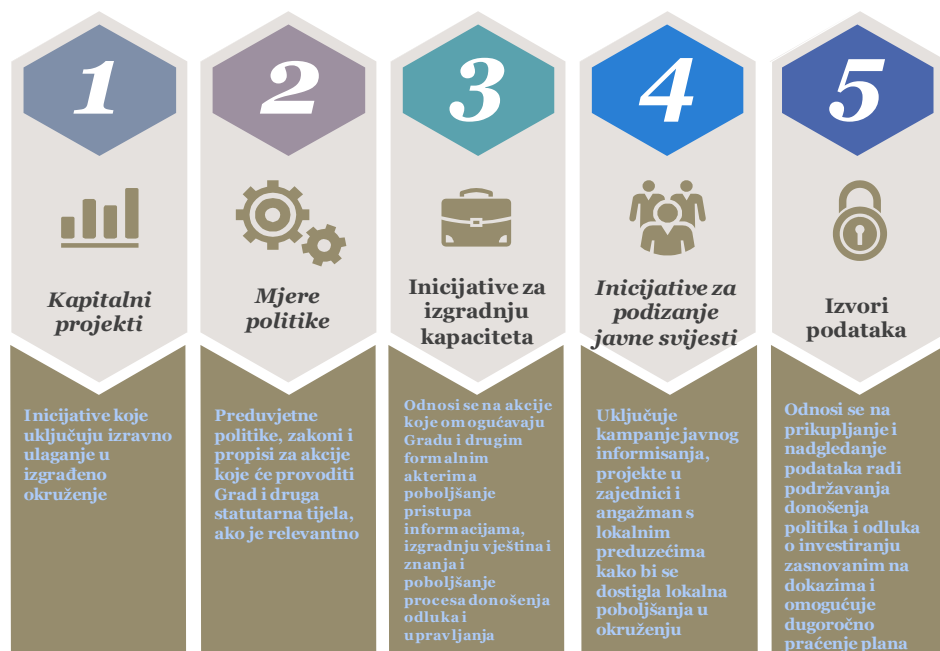 1
Kapitalni
projekti
Inicijative koje
uključuju izravno
ulaganje u
izgrađeno
okruženje
2
Mjere
politike
Preduvjetne
politike, zakoni i
propisi za akcije
koje će provoditi
Grad i druga
statutarna tijela,
ako je relevantno
3
Inicijative za
izgradnju
kapaciteta
Odnosi se na akcije
koje omogućavaju
Gradu i drugim
formalnim
akterima
poboljšanje
pristupa
informacijama,
izgradnju vještina i
znanja i
poboljšanje
procesa donošenja
odluka i
upravljanja
4
Inicijative za
podizanje
javne svijesti
Uključuje
kampanje javnog
informisanja,
projekte u
zajednici i
angažman s
lokalnim
preduzećima
kako bi se
dostigla lokalna
poboljšanja u
okruženju
5
Izvori
podataka
Odnosi se na
prikupljanje i
nadgledanje
podataka radi
podržavanja
donošenja
politika i odluka
o investiranju
zasnovanim na
dokazima i
omogućuje
dugoročno
praćenje plana